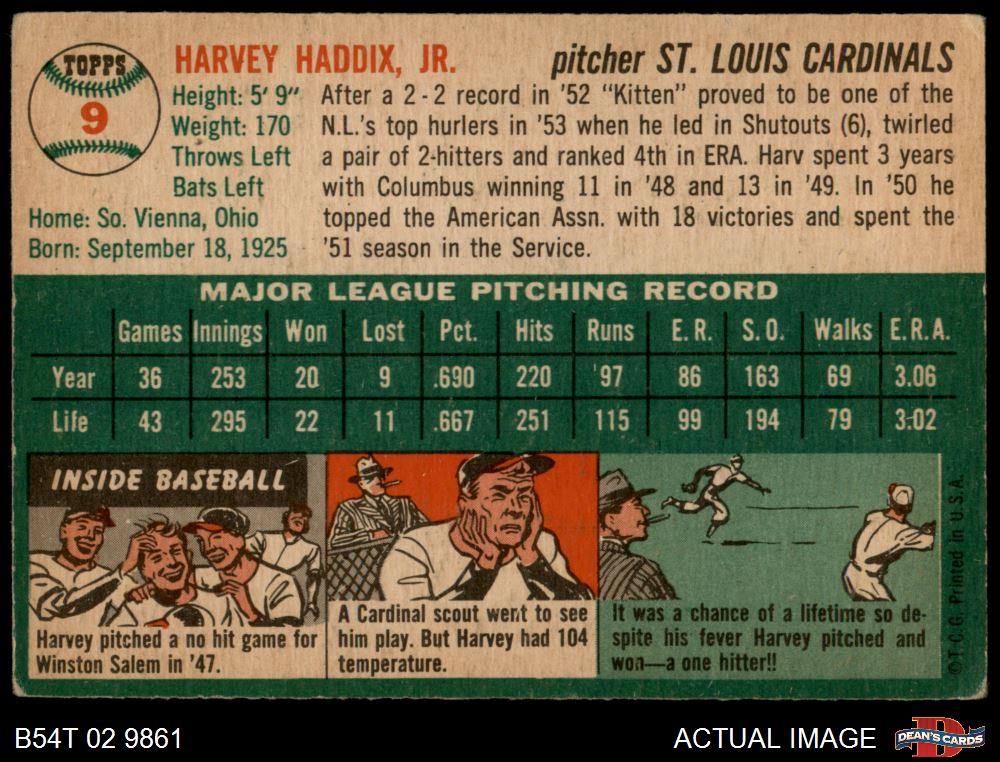 TOPPS
9
HARVEY HADDIX, JR.
pitcher ST. LOUIS CARDINALS
Height: 5' 9"
Weight: 170
Throws Left
Bats Left
Home: So. Vienna, Ohio
Born: September 18, 1925
After a 2-2 record in '52 "Kitten" proved to be one of the
N.L.'s top hurlers in '53 when he led in Shutouts (6), twirled
a pair of 2-hitters and ranked 4th in ERA. Harv spent 3 years
with Columbus winning 11 in '48 and 13 in '49. In '50 he
topped the American Assn. with 18 victories and spent the
'51 season in the Service.
MAJOR LEAGUE PITCHING RECORD
Games Innings Won Lost Pct. Hits Runs E.R. S.O. Walks E.R.A.
Year 36 253 20 9 .690 220 97 86 163 69 3.06
Life 43 295 22 11 .667 251 115 99 194 79 3.02
INSIDE BASEBALL
Harvey pitched a no hit game for
Winston Salem in '47.
A Cardinal scout went to see
him play. But Harvey had 104
temperature.
It was a chance of a lifetime so de-
spite his fever Harvey pitched and
won—a one hitter!!
©T.C.G. Printed in U.S.A.
B54T 02 9861
ACTUAL IMAGE
DEAN'S CARDS